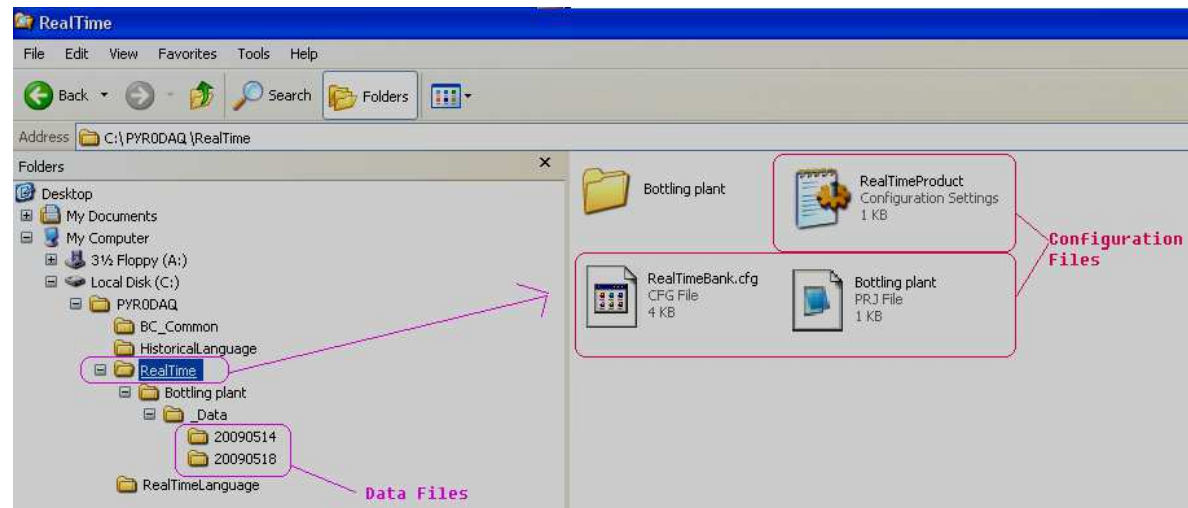 RealTime
File Edit View Favorites Tools Help
Back Search Folders
Address C:\PYR0DAQ\RealTime
Folders X
Desktop
My Documents
My Computer
3½ Floppy (A:)
Local Disk (C:)
PYR0DAQ
BC_Common
HistoricalLanguage
RealTime
Bottling plant
_Data
20090514
20090518
RealTimeLanguage
Data Files
Bottling plant
RealTimeProduct
Configuration Settings
1 KB
RealTimeBank.cfg
CFG File
4 KB
Bottling plant
PRJ File
1 KB
Configuration
Files